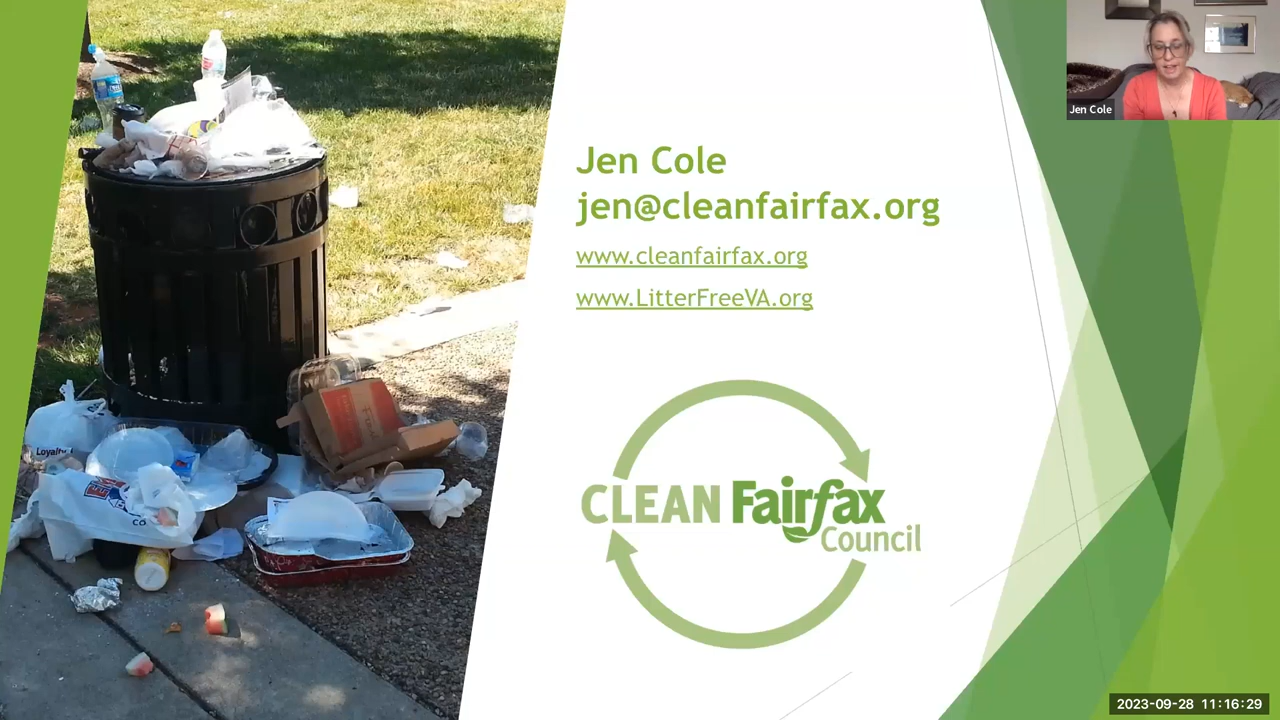 Jen Cole
jen@cleanfairfax.org
www.cleanfairfax.org
www.LitterFreeVA.org
CLEAN Fairfax
Council
Jen Cole
Loyalty
2023-09-28 11:16:29